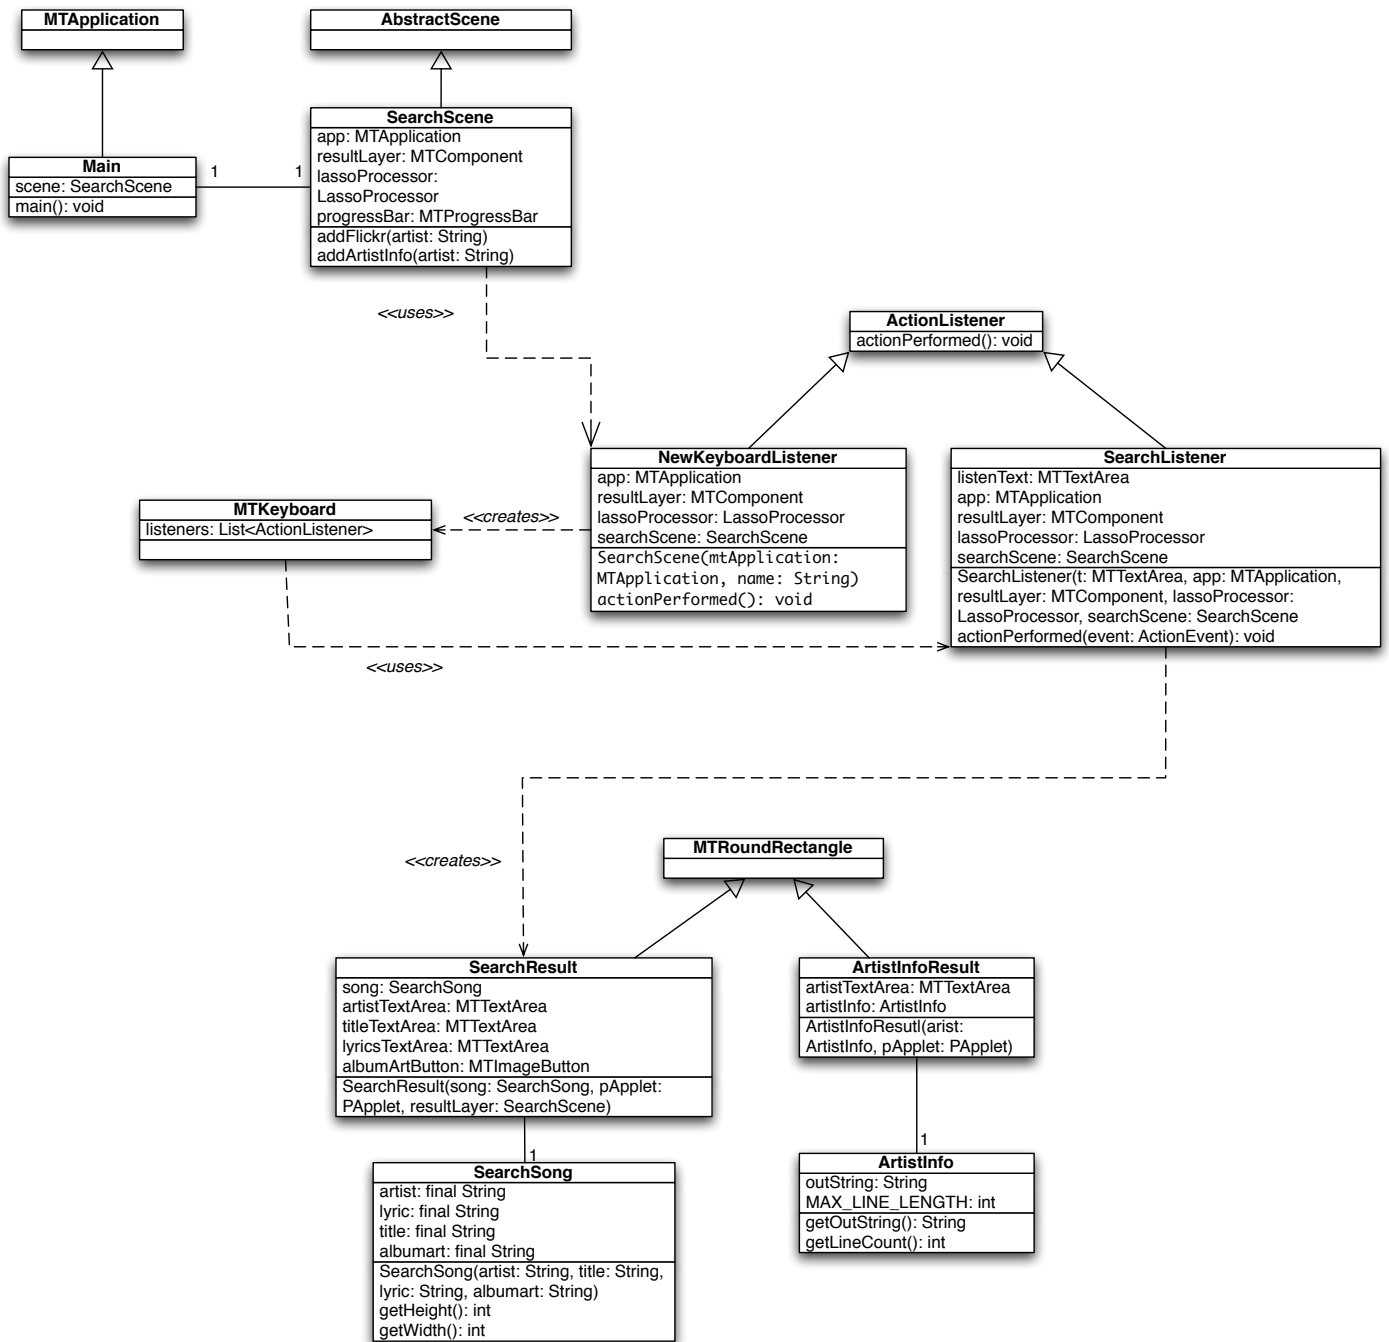 MTApplication
AbstractScene
SearchScene
app: MTApplication
resultLayer: MTComponent
lassoProcessor:
LassoProcessor
progressBar: MTProgressBar
addFlickr(artist: String)
addArtistInfo(artist: String)
Main
scene: SearchScene
main(): void
1
1
<<uses>>
ActionListener
actionPerformed(): void
NewKeyboardListener
app: MTApplication
resultLayer: MTComponent
lassoProcessor: LassoProcessor
searchScene: SearchScene
SearchScene(mtApplication:
MTApplication, name: String)
actionPerformed(): void
SearchListener
listenText: MTTextArea
app: MTApplication
resultLayer: MTComponent
lassoProcessor: LassoProcessor
searchScene: SearchScene
SearchListener(t: MTTextArea, app: MTApplication,
resultLayer: MTComponent, lassoProcessor:
LassoProcessor, searchScene: SearchScene
actionPerformed(event: ActionEvent): void
MTKeyboard
listeners: List<ActionListener>
<<creates>>
<<uses>>
<<creates>>
MTRoundRectangle
SearchResult
song: SearchSong
artistTextArea: MTTextArea
titleTextArea: MTTextArea
lyricsTextArea: MTTextArea
albumArtButton: MTImageButton
SearchResult(song: SearchSong, pApplet:
PApplet, resultLayer: SearchScene)
ArtistInfoResult
artistTextArea: MTTextArea
artistInfo: ArtistInfo
ArtistInfoResutl(arist:
ArtistInfo, pApplet: PApplet)
1
1
SearchSong
artist: final String
lyric: final String
title: final String
albumart: final String
SearchSong(artist: String, title: String,
lyric: String, albumart: String)
getHeight(): int
getWidth(): int
ArtistInfo
outString: String
MAX_LINE_LENGTH: int
getOutString(): String
getLineCount(): int